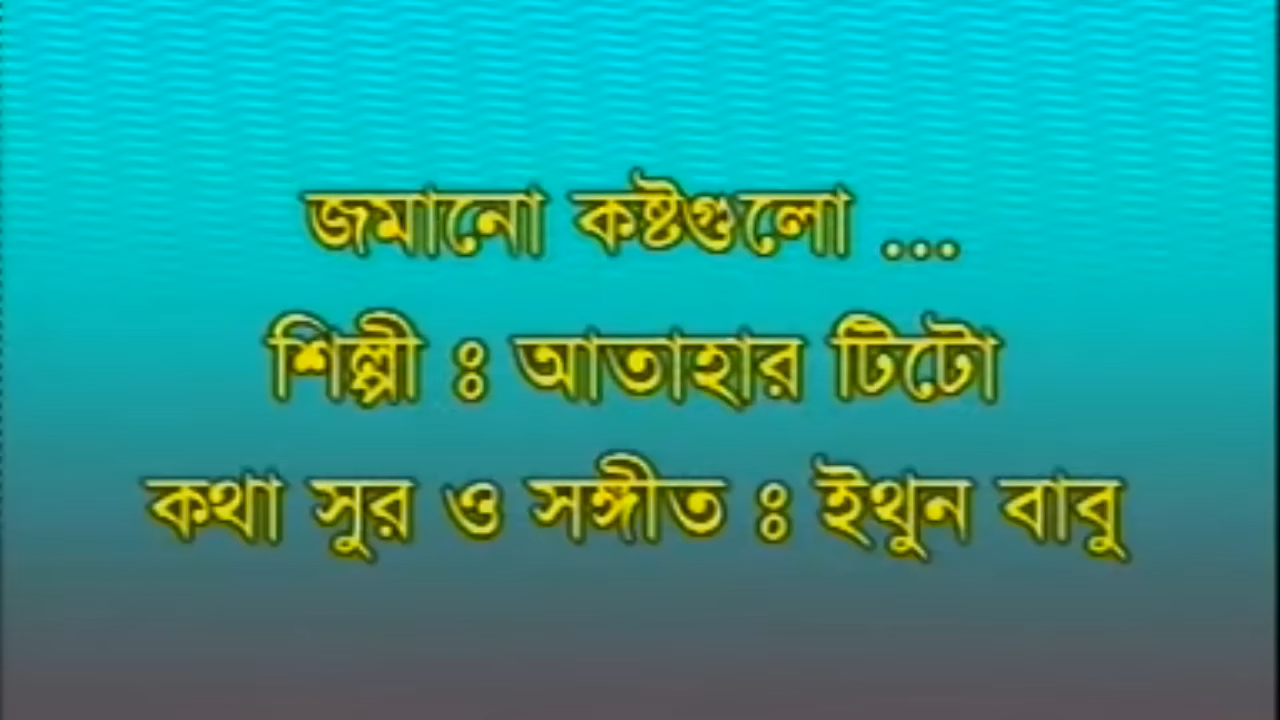 জমানো কষ্টগুলো ...
শিল্পী ঃ আতাহার টিটো
কথা সুর ও সঙ্গীত ঃ ইথুন বাবু